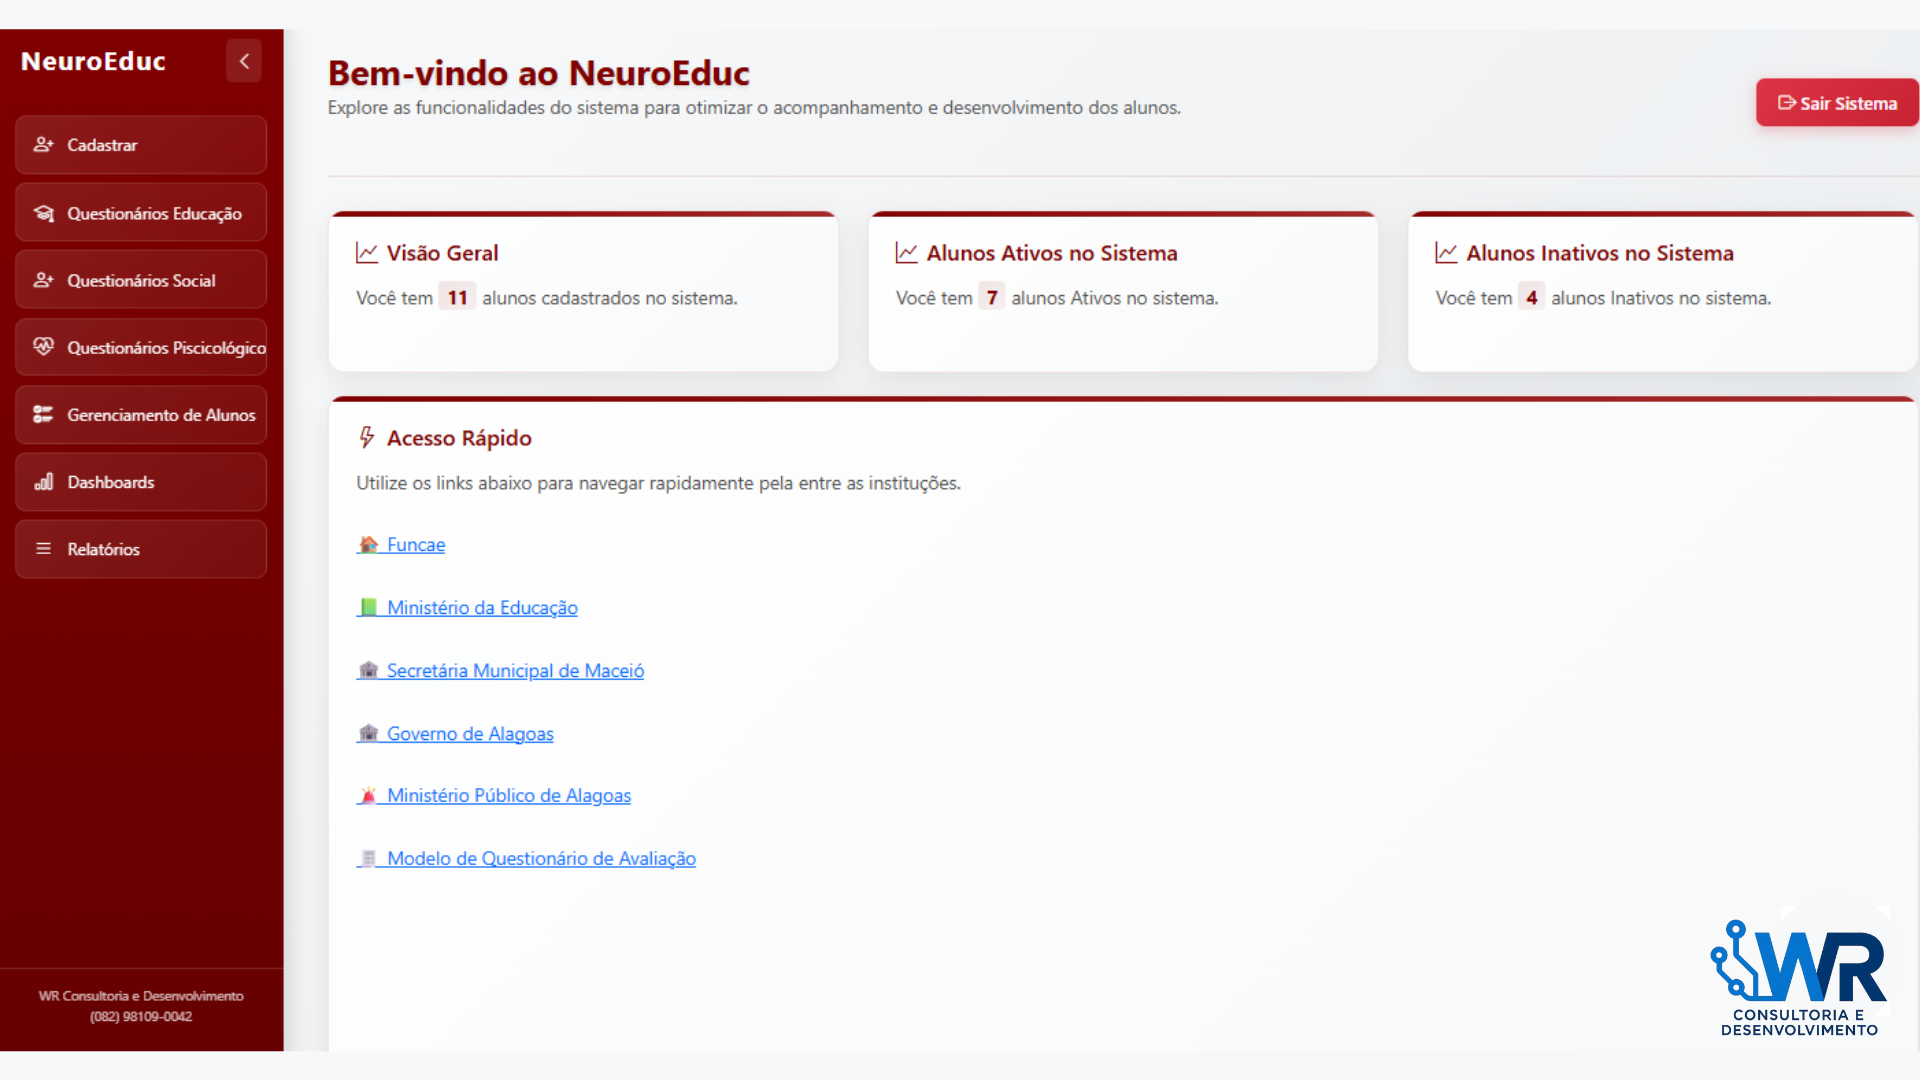 NeuroEduc
Cadastrar
Questionários Educação
Questionários Social
Questionários Piscicológico
Gerenciamento de Alunos
Dashboards
Relatórios
WR Consultoria e Desenvolvimento
(082) 98109-0042
Bem-vindo ao NeuroEduc
Explore as funcionalidades do sistema para otimizar o acompanhamento e desenvolvimento dos alunos.
Sair Sistema
Visão Geral
Você tem 11 alunos cadastrados no sistema.
Alunos Ativos no Sistema
Você tem 7 alunos Ativos no sistema.
Alunos Inativos no Sistema
Você tem 4 alunos Inativos no sistema.
Acesso Rápido
Utilize os links abaixo para navegar rapidamente pela entre as instituções.
Funcae
Ministério da Educação
Secretária Municipal de Maceió
Governo de Alagoas
Ministério Público de Alagoas
Modelo de Questionário de Avaliação
WR
CONSULTORIA E
DESENVOLVIMENTO